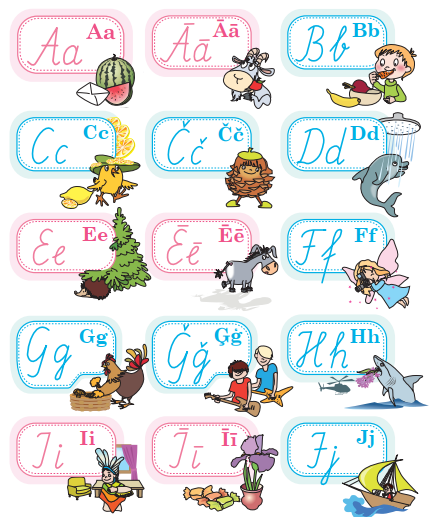 Aa Aa
Āā Āā
Bb Bb
Cc Cc
Čč Čč
Dd Dd
Ee Ee
Ēē Ēē
Ff Ff
Gg Gg
Ģģ Ģģ
Hh Hh
Ii Ii
Īī Īī
Jj Jj